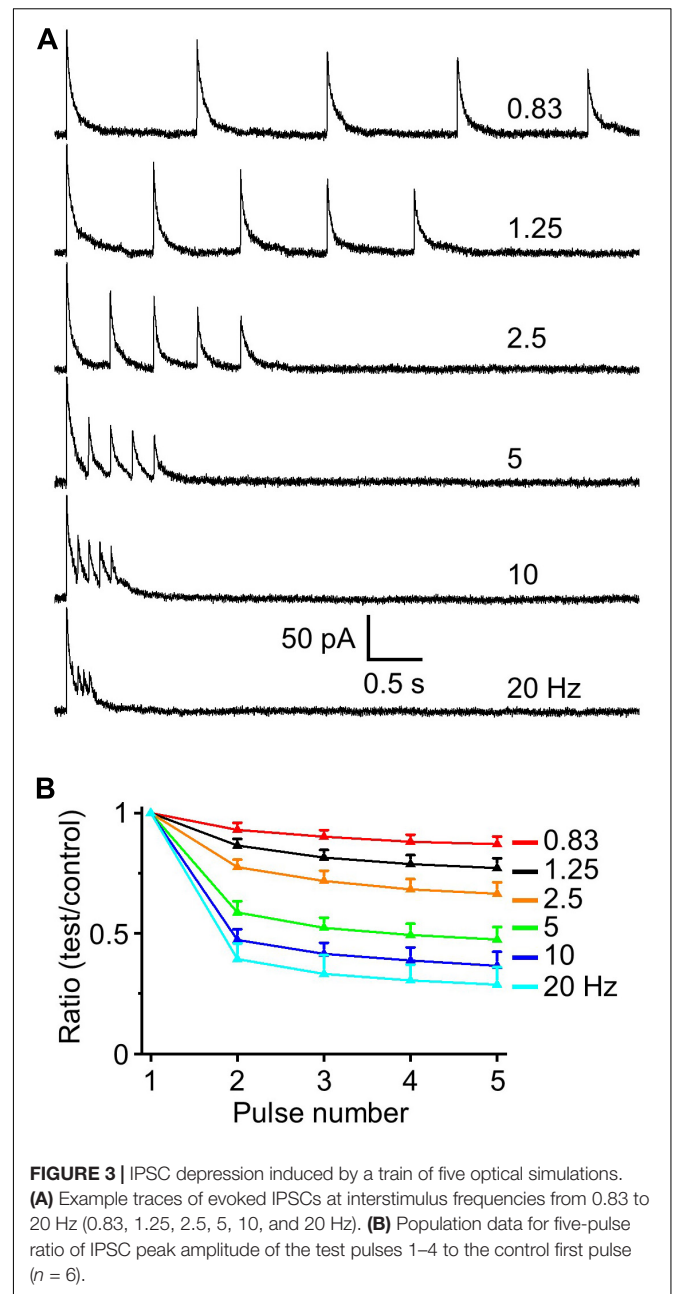 A
0.83
1.25
2.5
5
10
50 pA
0.5 s
20 Hz
B
Ratio (test/control)
1
0.5
0
1 2 3 4 5
Pulse number
0.83
1.25
2.5
5
10
20 Hz
FIGURE 3 | IPSC depression induced by a train of five optical simulations.
(A) Example traces of evoked IPSCs at interstimulus frequencies from 0.83 to
20 Hz (0.83, 1.25, 2.5, 5, 10, and 20 Hz). (B) Population data for five-pulse
ratio of IPSC peak amplitude of the test pulses 1–4 to the control first pulse
(n = 6).